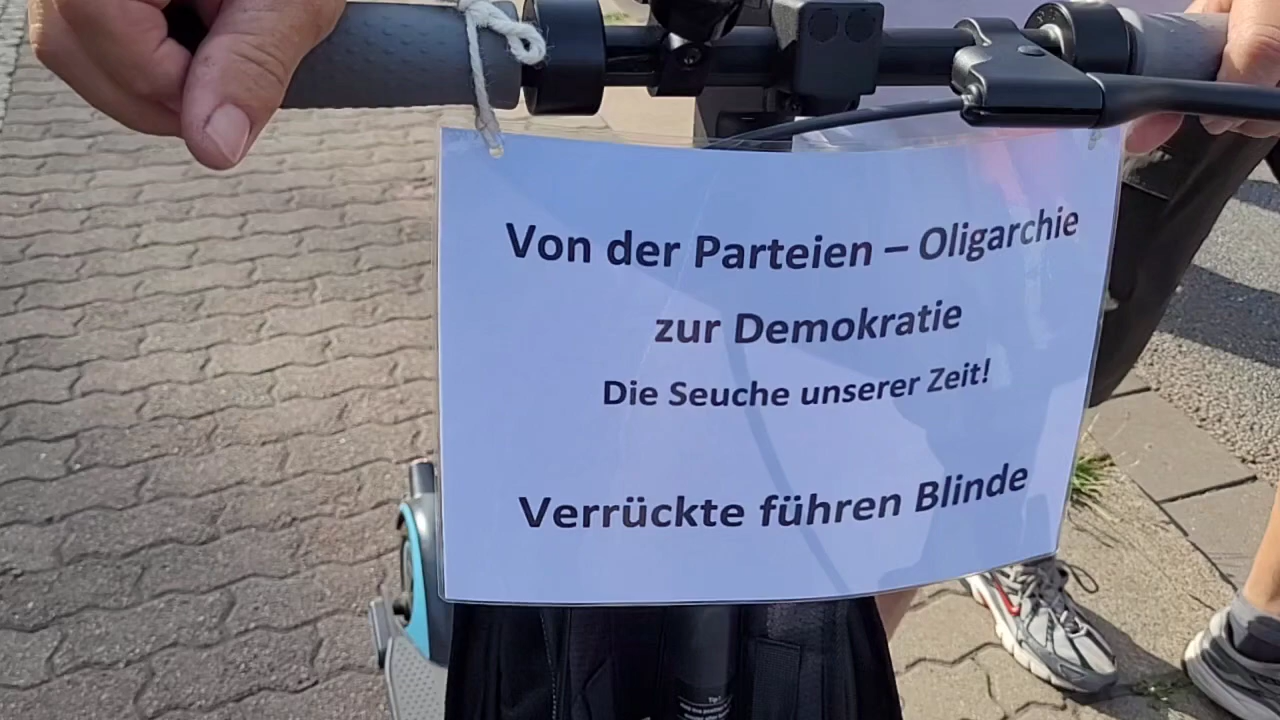 Von der Parteien – Oligarchie
zur Demokratie
Die Seuche unserer Zeit!
Verrückte führen Blinde